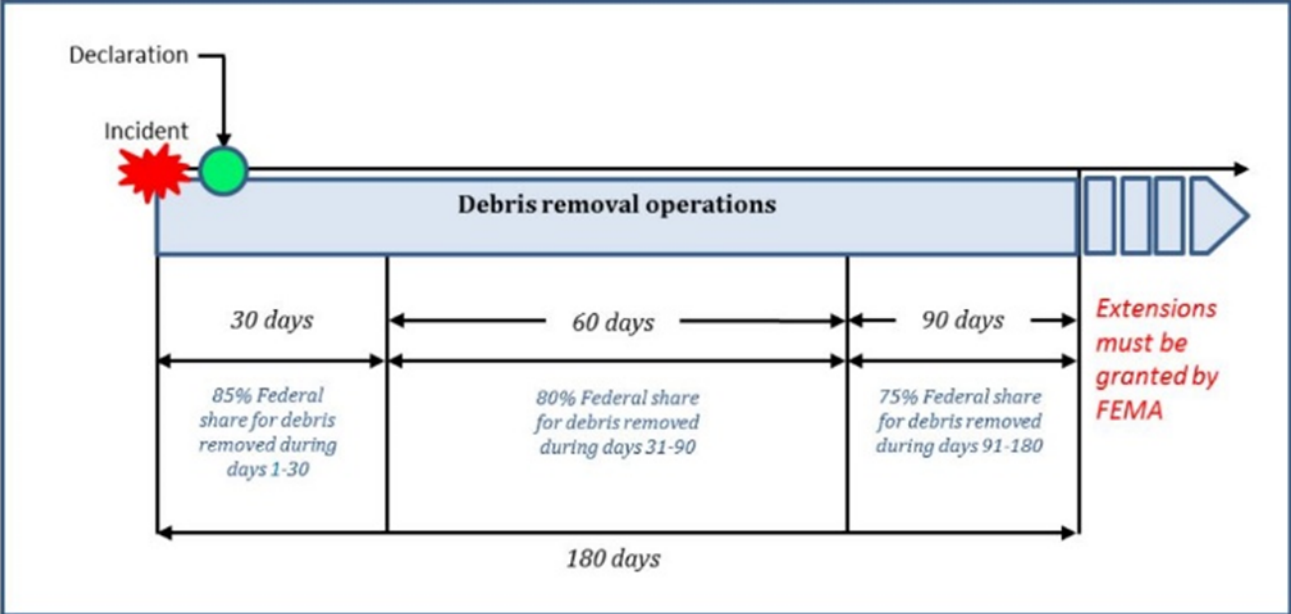 Declaration
Incident
Debris removal operations
30 days
60 days
90 days
85% Federal
share for debris
removed during
days 1-30
80% Federal share
for debris removed
during days 31-90
75% Federal share
for debris removed
during days 91-180
Extensions
must be
granted by
FEMA
180 days